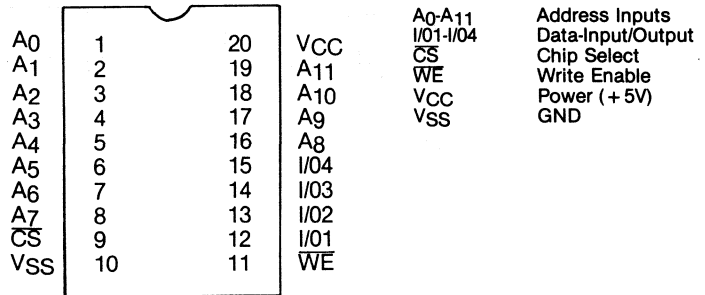 A0 1 20 VCC
A1 2 19 A11
A2 3 18 A10
A3 4 17 A9
A4 5 16 A8
A5 6 15 I/04
A6 7 14 I/03
A7 8 13 I/02
CS 9 12 I/01
VSS 10 11 WE
A0-A11 Address Inputs
I/01-I/04 Data-Input/Output
CS Chip Select
WE Write Enable
VCC Power (+5V)
VSS GND